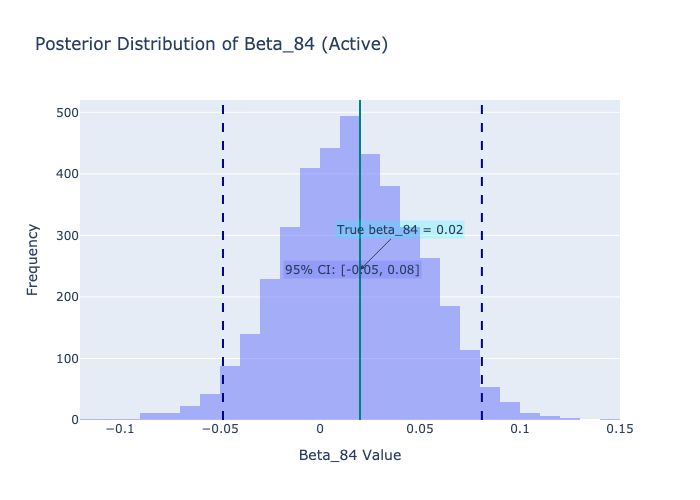 Posterior Distribution of Beta_84 (Active)
500
400
300
200
100
0
Frequency
True beta_84 = 0.02
95% CI: [-0.05, 0.08]
−0.1
−0.05
0
0.05
0.1
0.15
Beta_84 Value